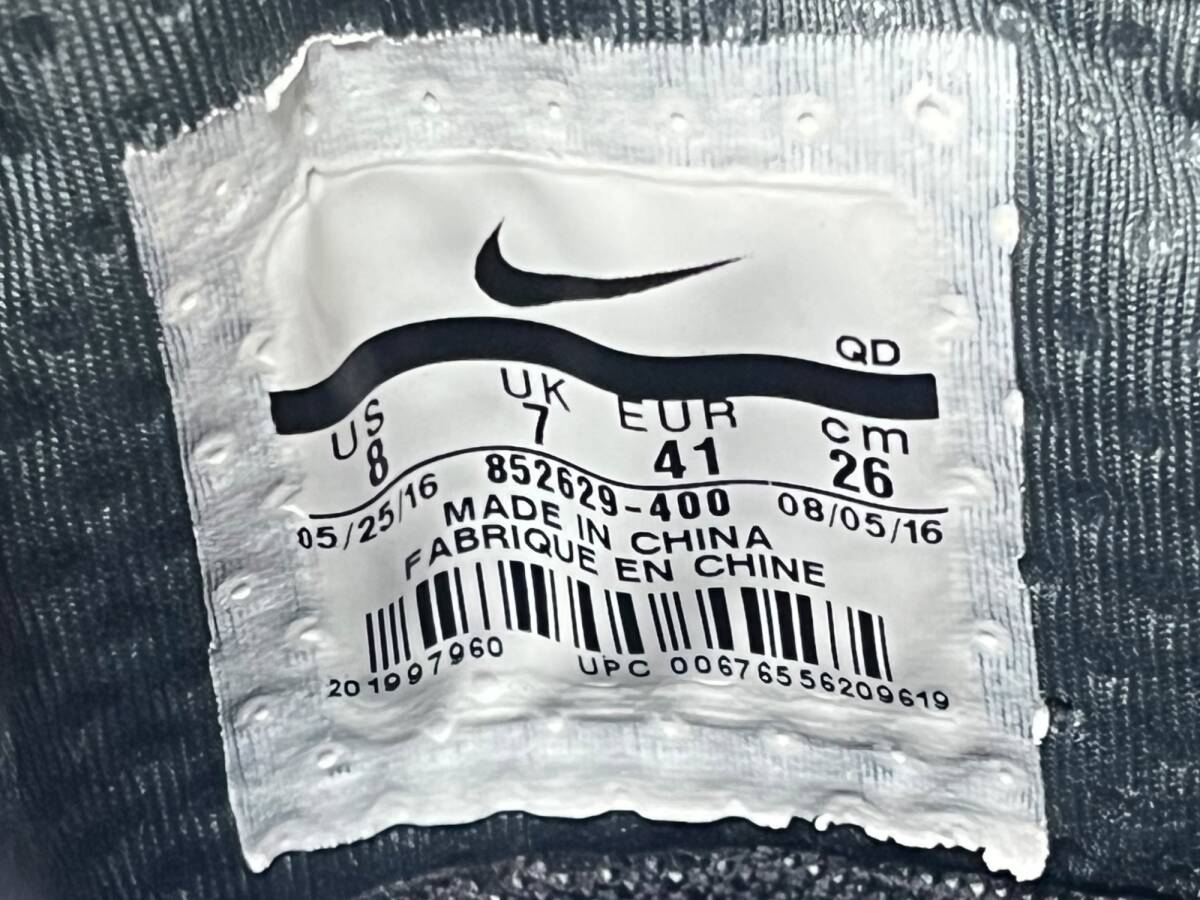 QD
US UK EUR cm
8 7 41 26
05/25/16 852629-400 08/05/16
MADE IN CHINA
FABRIQUE EN CHINE
201997960 UPC 00676556209619